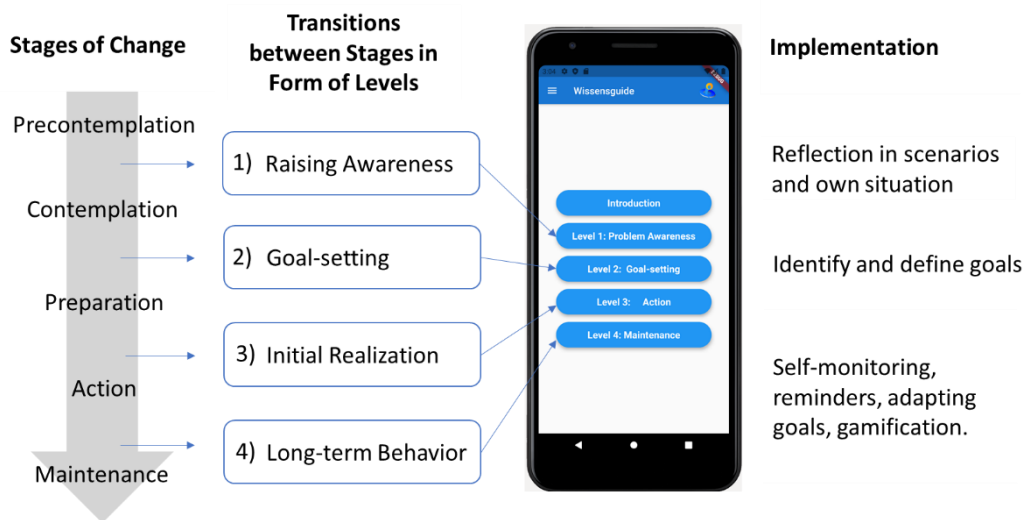 Stages of Change
Precontemplation
Contemplation
Preparation
Action
Maintenance
Transitions
between Stages in
Form of Levels
1) Raising Awareness
2) Goal-setting
3) Initial Realization
4) Long-term Behavior
Wissensguide
Introduction
Level 1: Problem Awareness
Level 2: Goal-setting
Level 3: Action
Level 4: Maintenance
Implementation
Reflection in scenarios
and own situation
Identify and define goals
Self-monitoring,
reminders, adapting
goals, gamification.